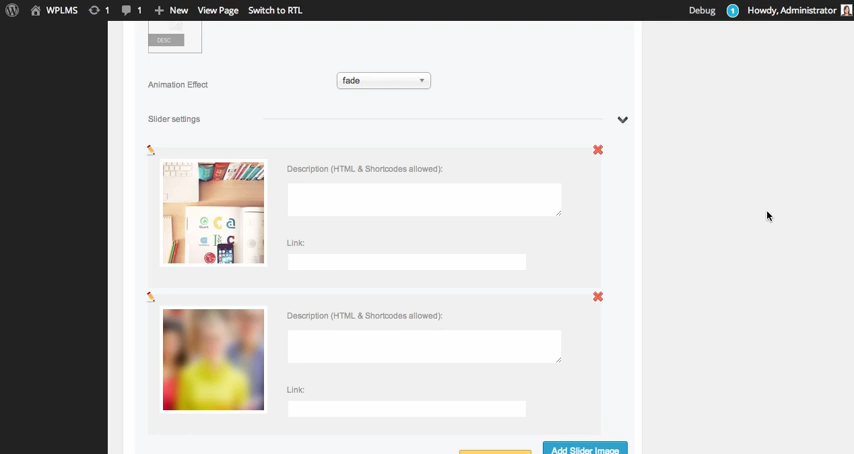 WPLMS 1 1 New View Page Switch to RTL Debug 1 Howdy, Administrator
DESC
Animation Effect fade
Slider settings
Description (HTML & Shortcodes allowed):
Link:
Description (HTML & Shortcodes allowed):
Link:
Add Slider Image